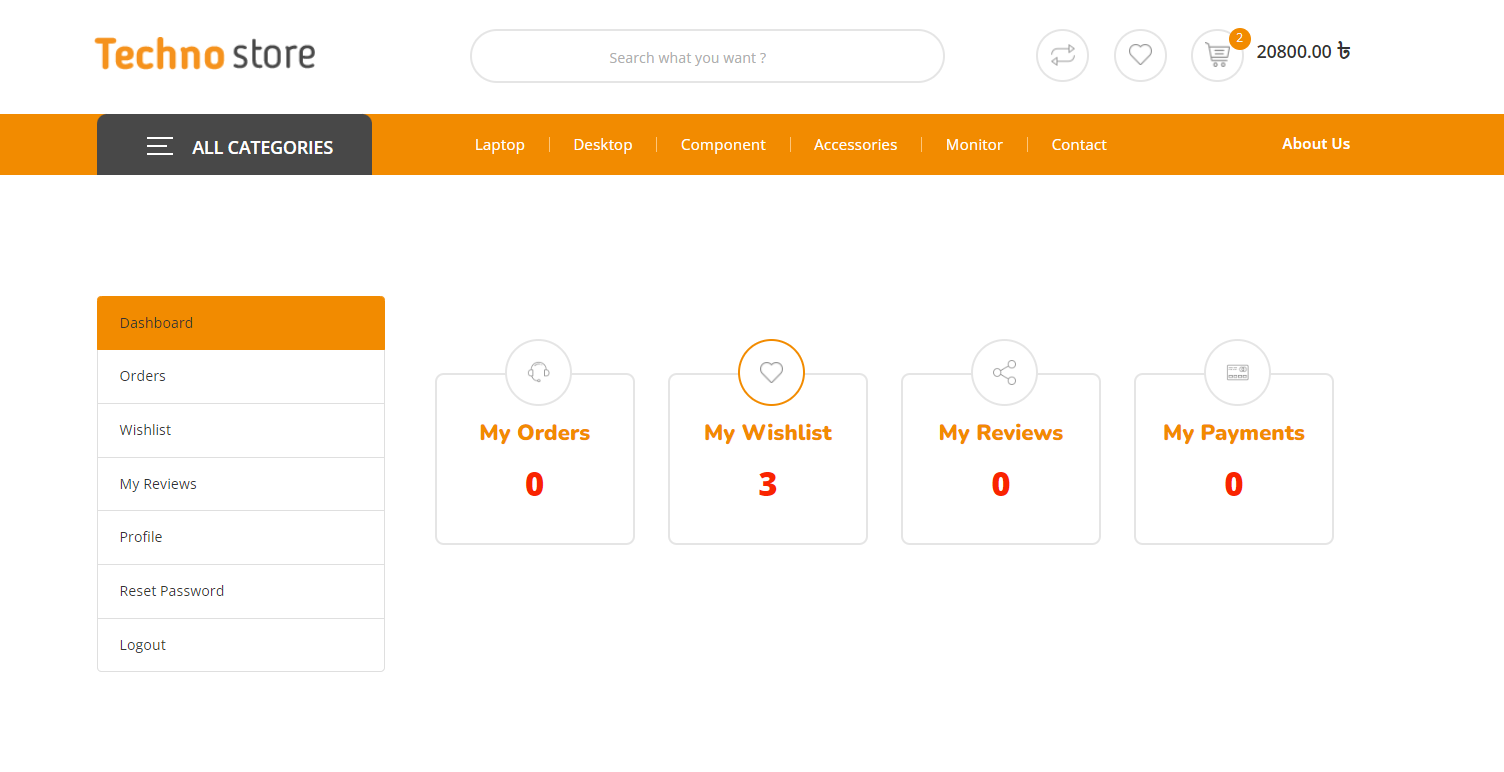 Techno store
Search what you want ?
2
20800.00 ৳
ALL CATEGORIES
Laptop
Desktop
Component
Accessories
Monitor
Contact
About Us
Dashboard
Orders
Wishlist
My Reviews
Profile
Reset Password
Logout
My Orders
0
My Wishlist
3
My Reviews
0
My Payments
0